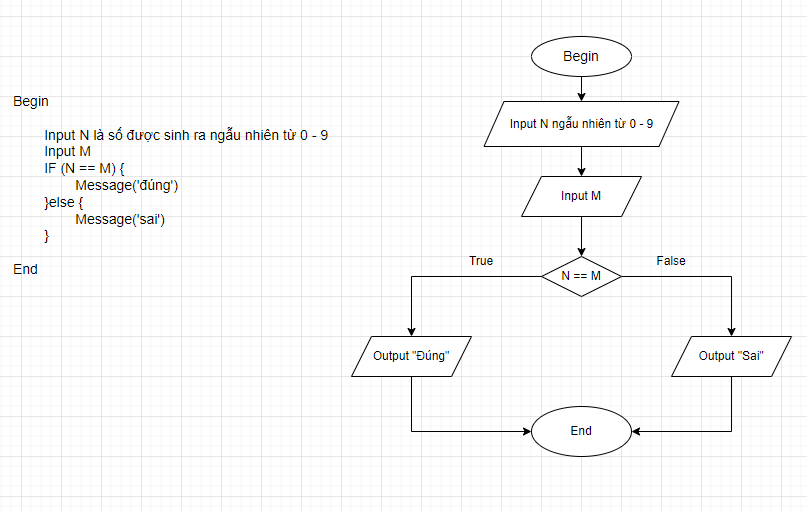 Begin
Input N là số được sinh ra ngẫu nhiên từ 0 - 9
Input M
IF (N == M) {
Message('đúng')
}else {
Message('sai')
}
End
Begin
Input N ngẫu nhiên từ 0 - 9
Input M
N == M
True
False
Output "Đúng"
Output "Sai"
End